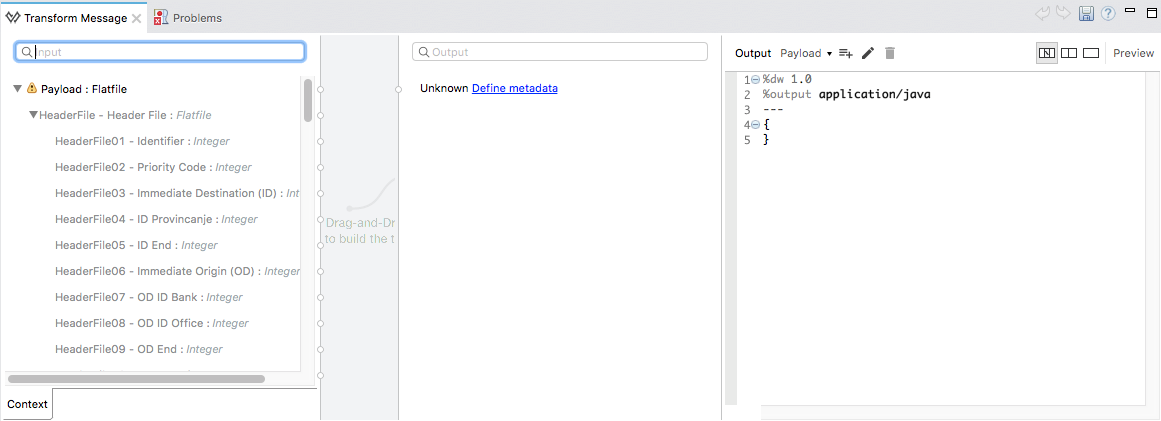 Transform Message
Problems
Input
Payload : Flatfile
HeaderFile - Header File : Flatfile
HeaderFile01 - Identifier : Integer
HeaderFile02 - Priority Code : Integer
HeaderFile03 - Immediate Destination (ID) : Int
HeaderFile04 - ID Provincanje : Integer
HeaderFile05 - ID End : Integer
HeaderFile06 - Immediate Origin (OD) : Integer
HeaderFile07 - OD ID Bank : Integer
HeaderFile08 - OD ID Office : Integer
HeaderFile09 - OD End : Integer
Context
Drag-and-Dr
to build the t
Output
Unknown Define metadata
Output Payload Preview
1 %dw 1.0
2 %output application/java
3 ---
4 {
5 }